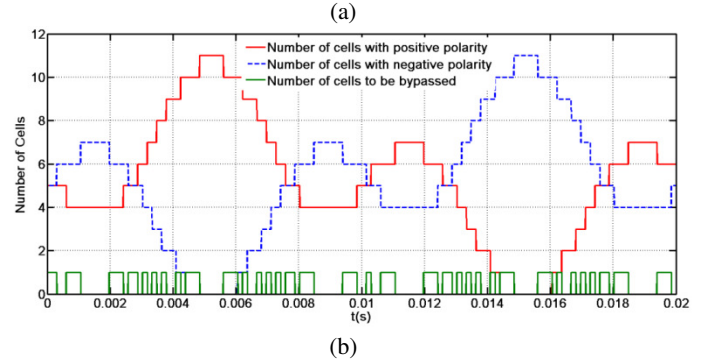 (a)
12
10
8
6
4
2
0
Number of Cells
Number of cells with positive polarity
Number of cells with negative polarity
Number of cells to be bypassed
0 0.002 0.004 0.006 0.008 0.01 0.012 0.014 0.016 0.018 0.02
t(s)
(b)